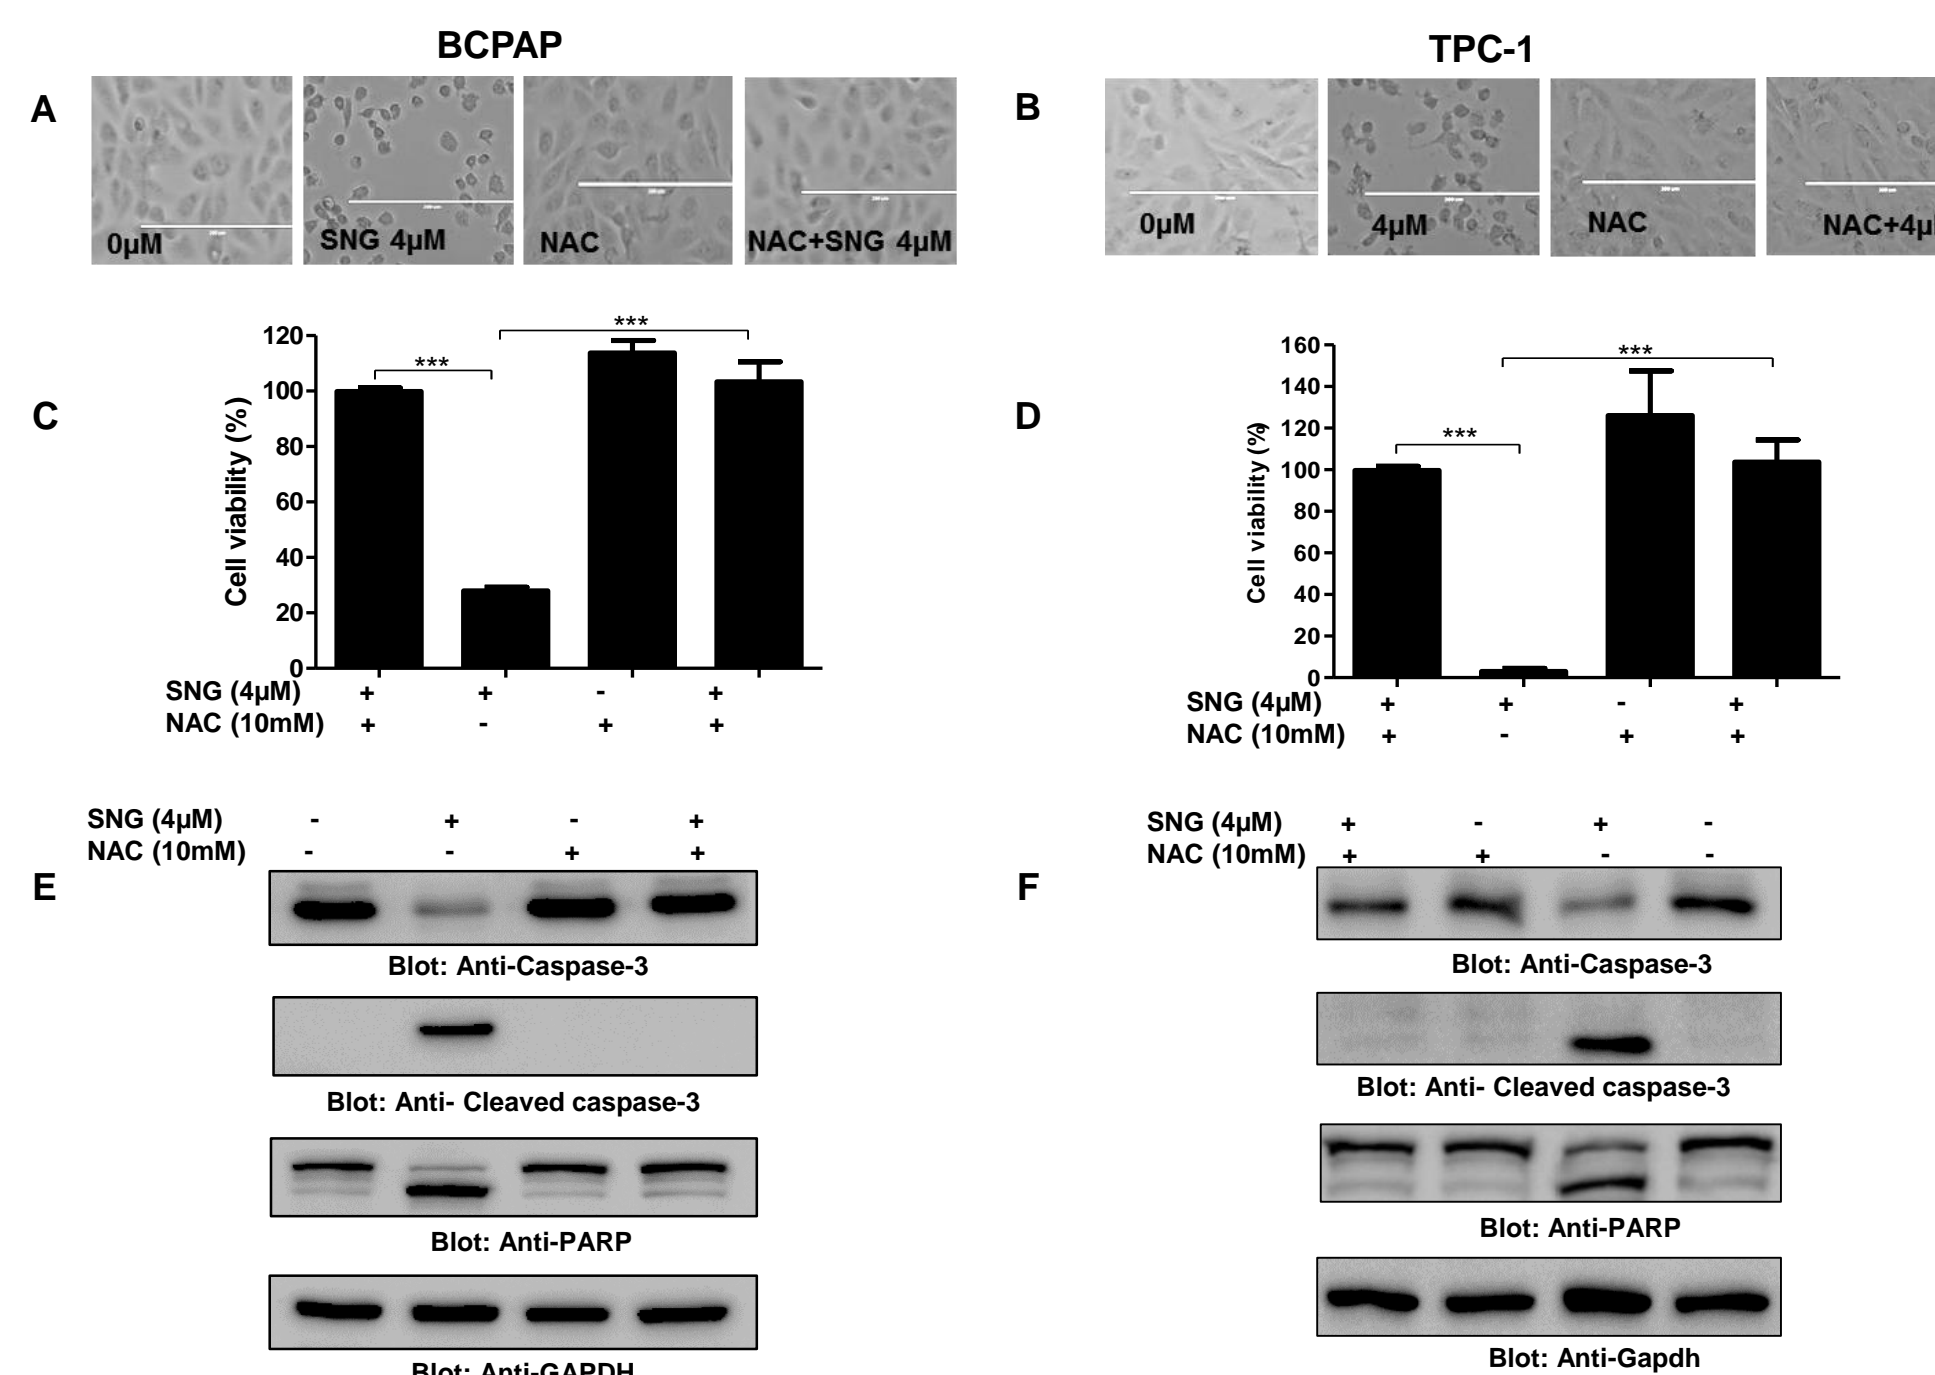 BCPAP
TPC-1
A
0µM
SNG 4µM
NAC
NAC+SNG 4µM
B
0µM
4µM
NAC
NAC+4µ
C
Cell viability (%)
120
100
80
60
40
20
0
***
***
SNG (4µM) + + - +
NAC (10mM) + - + +
D
Cell viability (%)
160
140
120
100
80
60
40
20
0
***
***
SNG (4µM) + + - +
NAC (10mM) + - + +
E
SNG (4µM) - + - +
NAC (10mM) - - + +
Blot: Anti-Caspase-3
Blot: Anti- Cleaved caspase-3
Blot: Anti-PARP
Blot: Anti-GAPDH
F
SNG (4µM) + - + -
NAC (10mM) + + - -
Blot: Anti-Caspase-3
Blot: Anti- Cleaved caspase-3
Blot: Anti-PARP
Blot: Anti-Gapdh